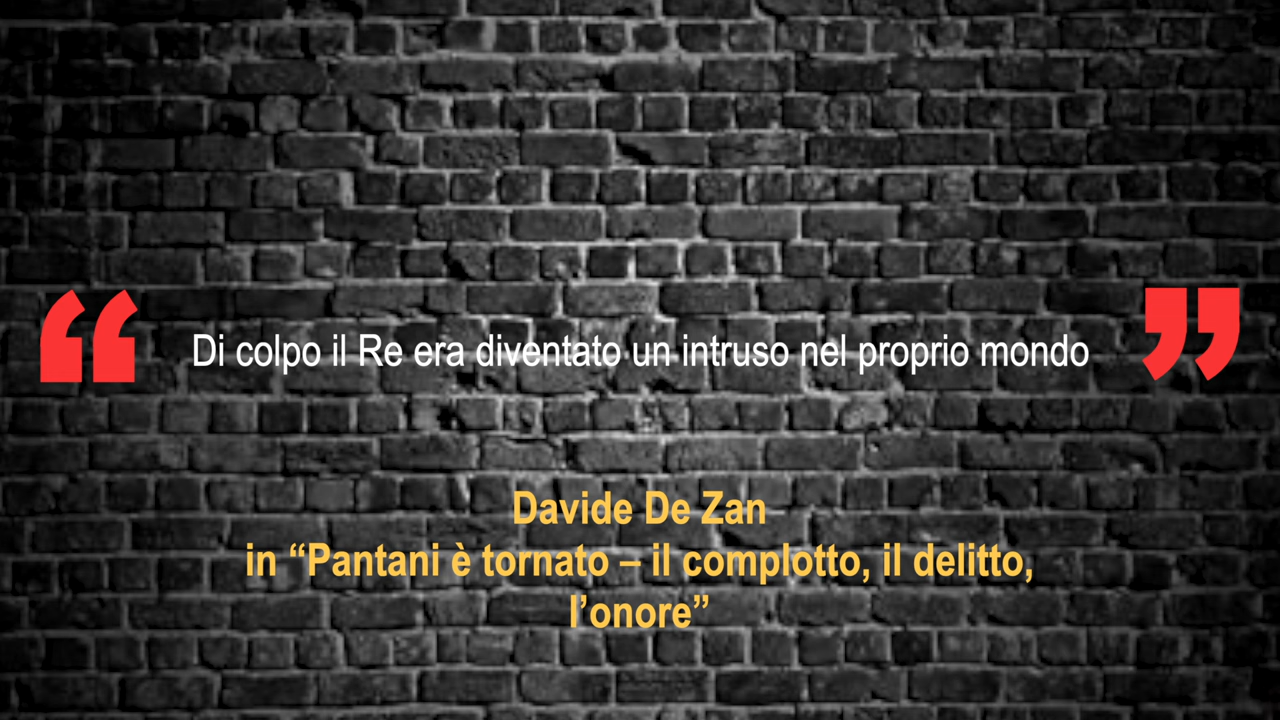 “ Di colpo il Re era diventato un intruso nel proprio mondo ”
Davide De Zan
in “Pantani è tornato – il complotto, il delitto,
l’onore”